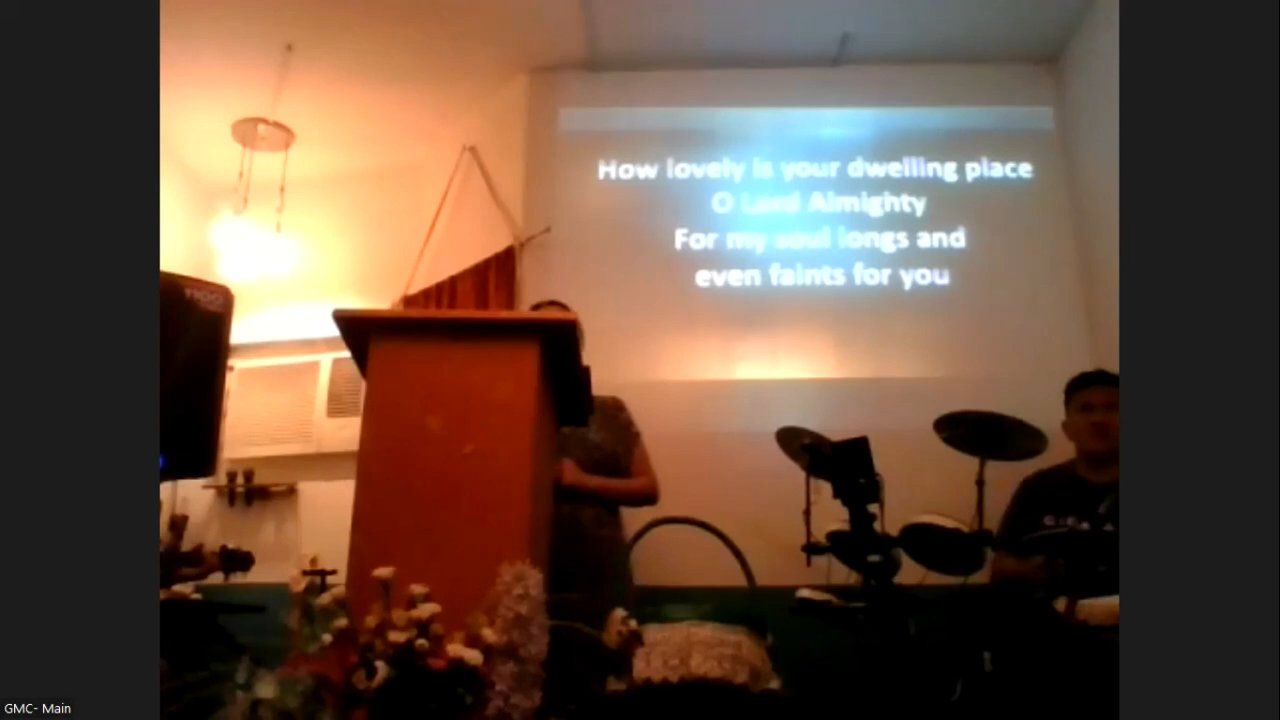 How lovely is your dwelling place
O Lord Almighty
For my soul longs and
even faints for you
GMC- Main